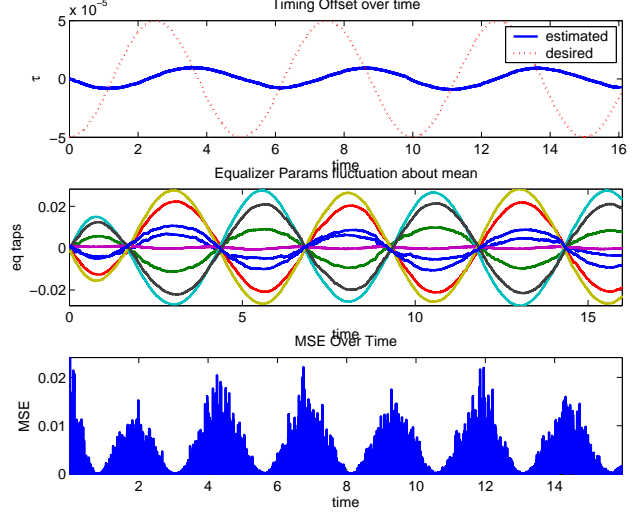 Timing Offset over time
x 10⁻⁵
5
0
−5
τ
estimated
desired
0 2 4 6 8 10 12 14 16
time
Equalizer Params fluctuation about mean
0.02
0
−0.02
eq taps
0 5 10 15
time
MSE Over Time
0.02
0.01
0
MSE
2 4 6 8 10 12 14
time